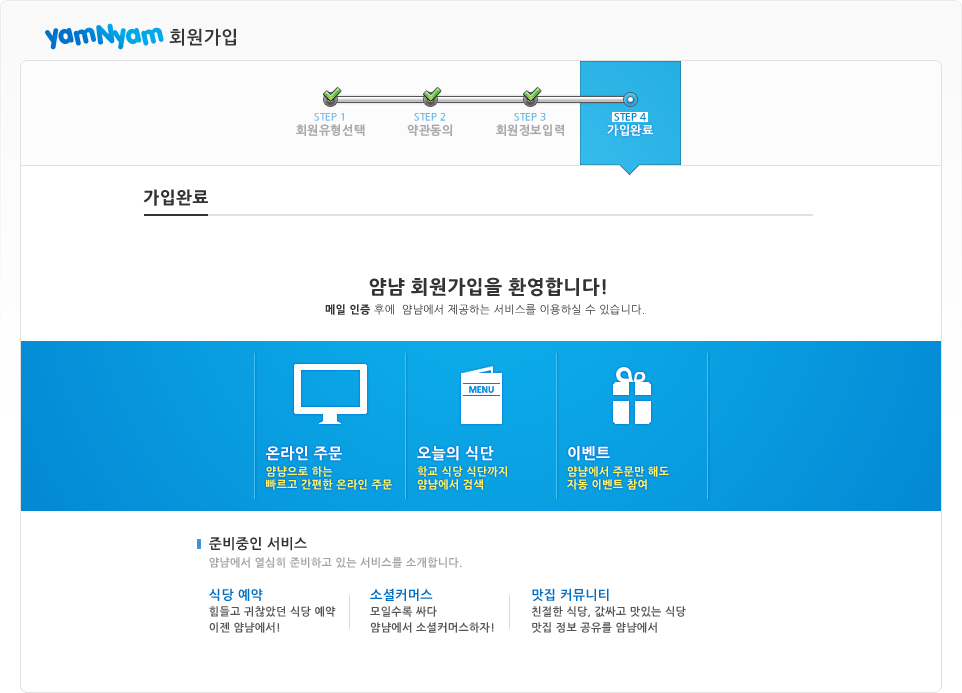 yamNyam 회원가입
STEP 1
회원유형선택
STEP 2
약관동의
STEP 3
회원정보입력
STEP 4
가입완료
가입완료
얌냠 회원가입을 환영합니다!
메일 인증 후에 얌냠에서 제공하는 서비스를 이용하실 수 있습니다.
온라인 주문
얌냠으로 하는
빠르고 간편한 온라인 주문
MENU
오늘의 식단
학교 식당 식단까지
얌냠에서 검색
이벤트
얌냠에서 주문만 해도
자동 이벤트 참여
준비중인 서비스
얌냠에서 열심히 준비하고 있는 서비스를 소개합니다.
식당 예약
힘들고 귀찮았던 식당 예약
이젠 얌냠에서!
소셜커머스
모일수록 싸다
얌냠에서 소셜커머스하자!
맛집 커뮤니티
친절한 식당, 값싸고 맛있는 식당
맛집 정보 공유를 얌냠에서